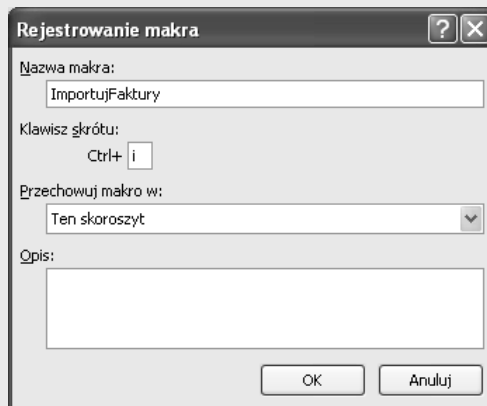 Rejestrowanie makra
Nazwa makra:
ImportujFaktury
Klawisz skrótu:
Ctrl+ i
Przechowuj makro w:
Ten skoroszyt
Opis:
OK Anuluj